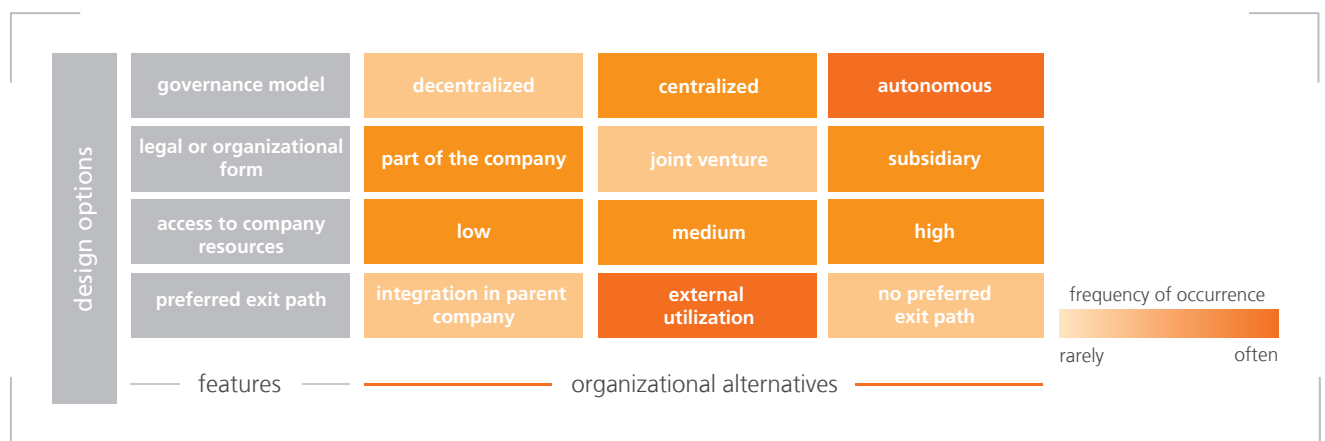 design options
governance model
decentralized
centralized
autonomous
legal or organizational
form
part of the company
joint venture
subsidiary
access to company
resources
low
medium
high
preferred exit path
integration in parent
company
external
utilization
no preferred
exit path
frequency of occurrence
rarely
often
features
organizational alternatives